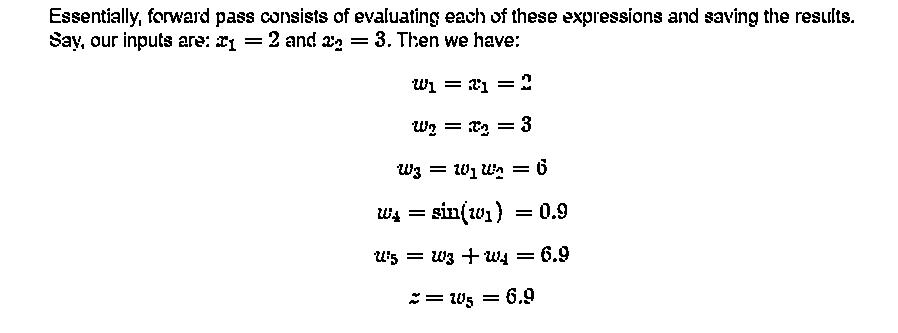 Essentially, forward pass consists of evaluating each of these expressions and saving the results.
Say, our inputs are: x₁ = 2 and x₂ = 3. Then we have:
w₁ = x₁ = 2
w₂ = x₂ = 3
w₃ = w₁w₂ = 6
w₄ = sin(w₁) = 0.9
w₅ = w₃ + w₄ = 6.9
z = w₅ = 6.9